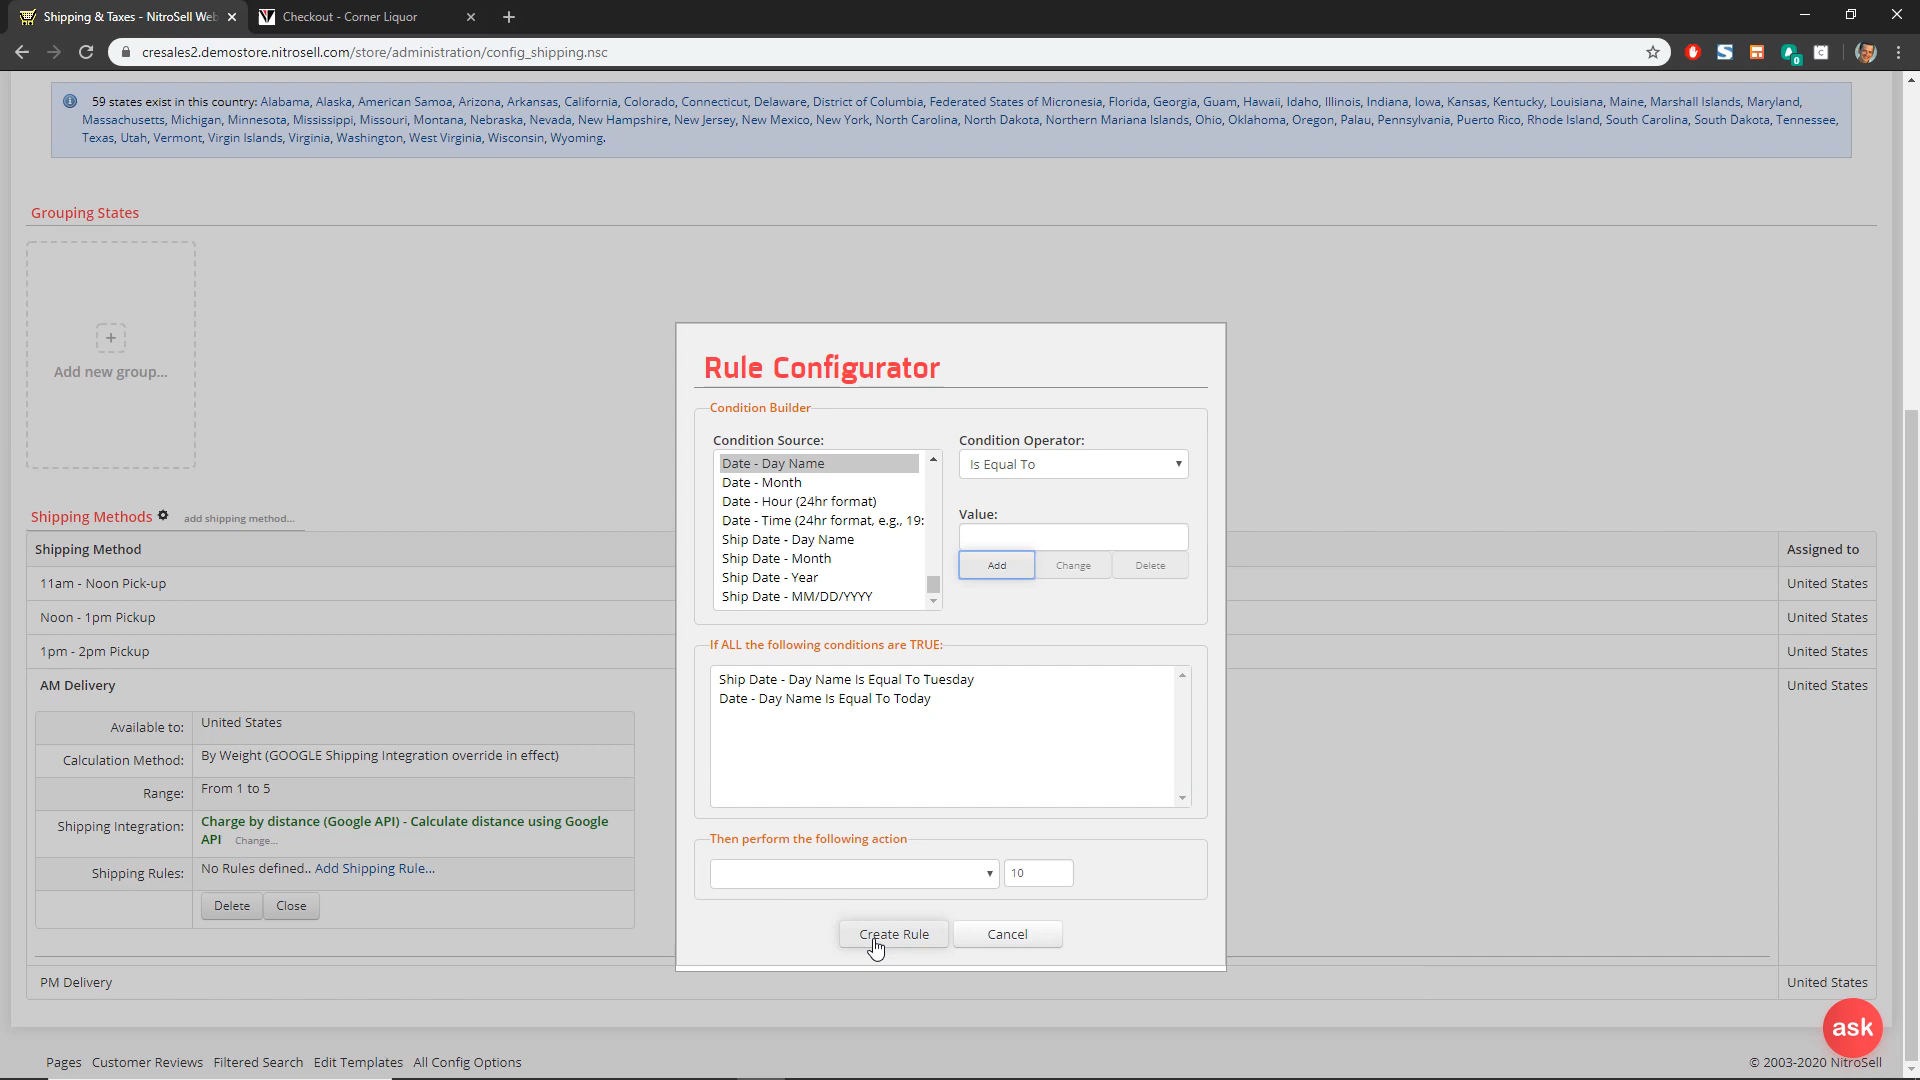 Shipping & Taxes - NitroSell Web
Checkout - Corner Liquor
cresales2.demostore.nitrosell.com/store/administration/config_shipping.nsc
59 states exist in this country: Alabama, Alaska, American Samoa, Arizona, Arkansas, California, Colorado, Connecticut, Delaware, District of Columbia, Federated States of Micronesia, Florida, Georgia, Guam, Hawaii, Idaho, Illinois, Indiana, Iowa, Kansas, Kentucky, Louisiana, Maine, Marshall Islands, Maryland,
Massachusetts, Michigan, Minnesota, Mississippi, Missouri, Montana, Nebraska, Nevada, New Hampshire, New Jersey, New Mexico, New York, North Carolina, North Dakota, Northern Mariana Islands, Ohio, Oklahoma, Oregon, Palau, Pennsylvania, Puerto Rico, Rhode Island, South Carolina, South Dakota, Tennessee,
Texas, Utah, Vermont, Virgin Islands, Virginia, Washington, West Virginia, Wisconsin, Wyoming.
Grouping States
Add new group...
Shipping Methods add shipping method...
Shipping Method
Assigned to
11am - Noon Pick-up
United States
Noon - 1pm Pickup
United States
1pm - 2pm Pickup
United States
AM Delivery
United States
Available to: United States
Calculation Method: By Weight (GOOGLE Shipping Integration override in effect)
Range: From 1 to 5
Shipping Integration: Charge by distance (Google API) - Calculate distance using Google
API Change...
Shipping Rules: No Rules defined.. Add Shipping Rule...
Delete Close
PM Delivery
United States
Rule Configurator
Condition Builder
Condition Source:
Date - Day Name
Date - Month
Date - Hour (24hr format)
Date - Time (24hr format, e.g., 19:
Ship Date - Day Name
Ship Date - Month
Ship Date - Year
Ship Date - MM/DD/YYYY
Condition Operator:
Is Equal To
Value:
Add Change Delete
If ALL the following conditions are TRUE:
Ship Date - Day Name Is Equal To Tuesday
Date - Day Name Is Equal To Today
Then perform the following action
10
Create Rule Cancel
ask
Pages Customer Reviews Filtered Search Edit Templates All Config Options
© 2003-2020 NitroSell